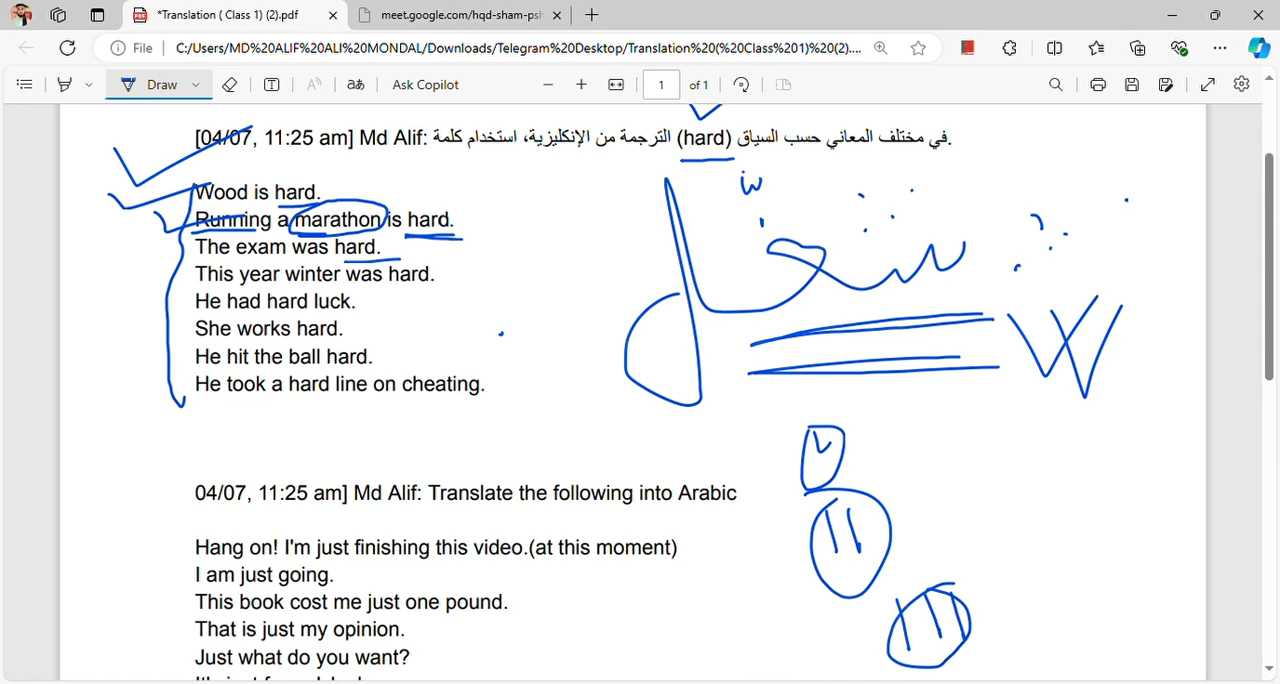 *Translation ( Class 1) (2).pdf
meet.google.com/hqd-sham-psh
File
C:/Users/MD%20ALIF%20ALI%20MONDAL/Downloads/Telegram%20Desktop/Translation%20(%20Class%201)%20(2)....
Draw
aあ
Ask Copilot
1 of 1
[04/07, 11:25 am] Md Alif: الترجمة من الإنكليزية، استخدام كلمة (hard) في مختلف المعاني حسب السياق.
Wood is hard.
Running a marathon is hard.
The exam was hard.
This year winter was hard.
He had hard luck.
She works hard.
He hit the ball hard.
He took a hard line on cheating.
W
04/07, 11:25 am] Md Alif: Translate the following into Arabic
Hang on! I'm just finishing this video.(at this moment)
I am just going.
This book cost me just one pound.
That is just my opinion.
Just what do you want?